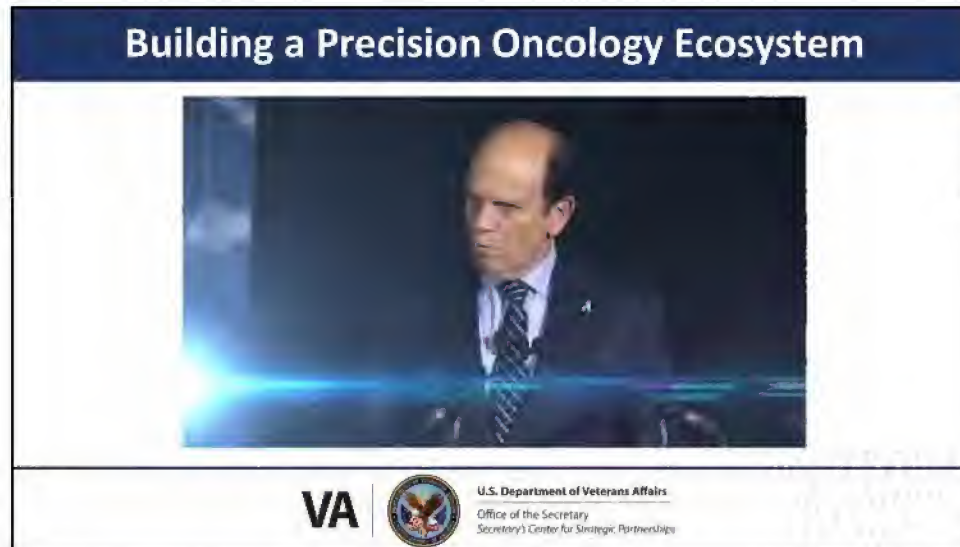 Building a Precision Oncology Ecosystem
VA
U.S. Department of Veterans Affairs
Office of the Secretary
Secretary's Center for Strategic Partnerships